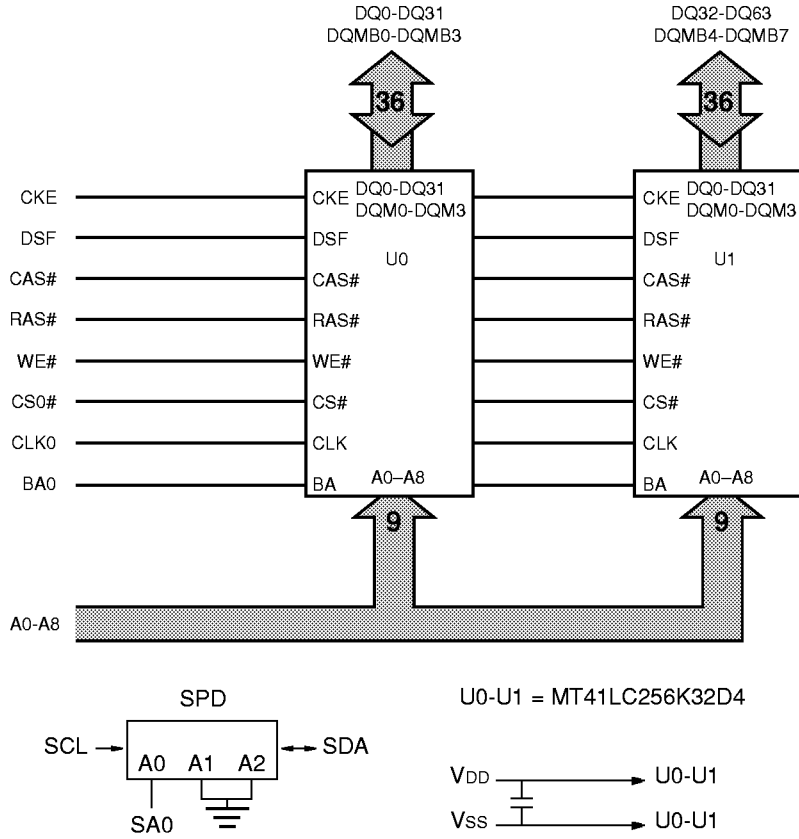 DQ0-DQ31 DQ32-DQ63
DQMB0-DQMB3 DQMB4-DQMB7
36 36
DQ0-DQ31 DQ0-DQ31
CKE CKE DQM0-DQM3 CKE DQM0-DQM3
DSF DSF DSF
U0 U1
CAS# CAS# CAS#
RAS# RAS# RAS#
WE# WE# WE#
CS0# CS# CS#
CLK0 CLK CLK
A0–A8 A0–A8
BA0 BA BA
9 9
A0-A8
SPD U0-U1 = MT41LC256K32D4
SCL SDA
A0 A1 A2
VDD U0-U1
SA0 VSS U0-U1